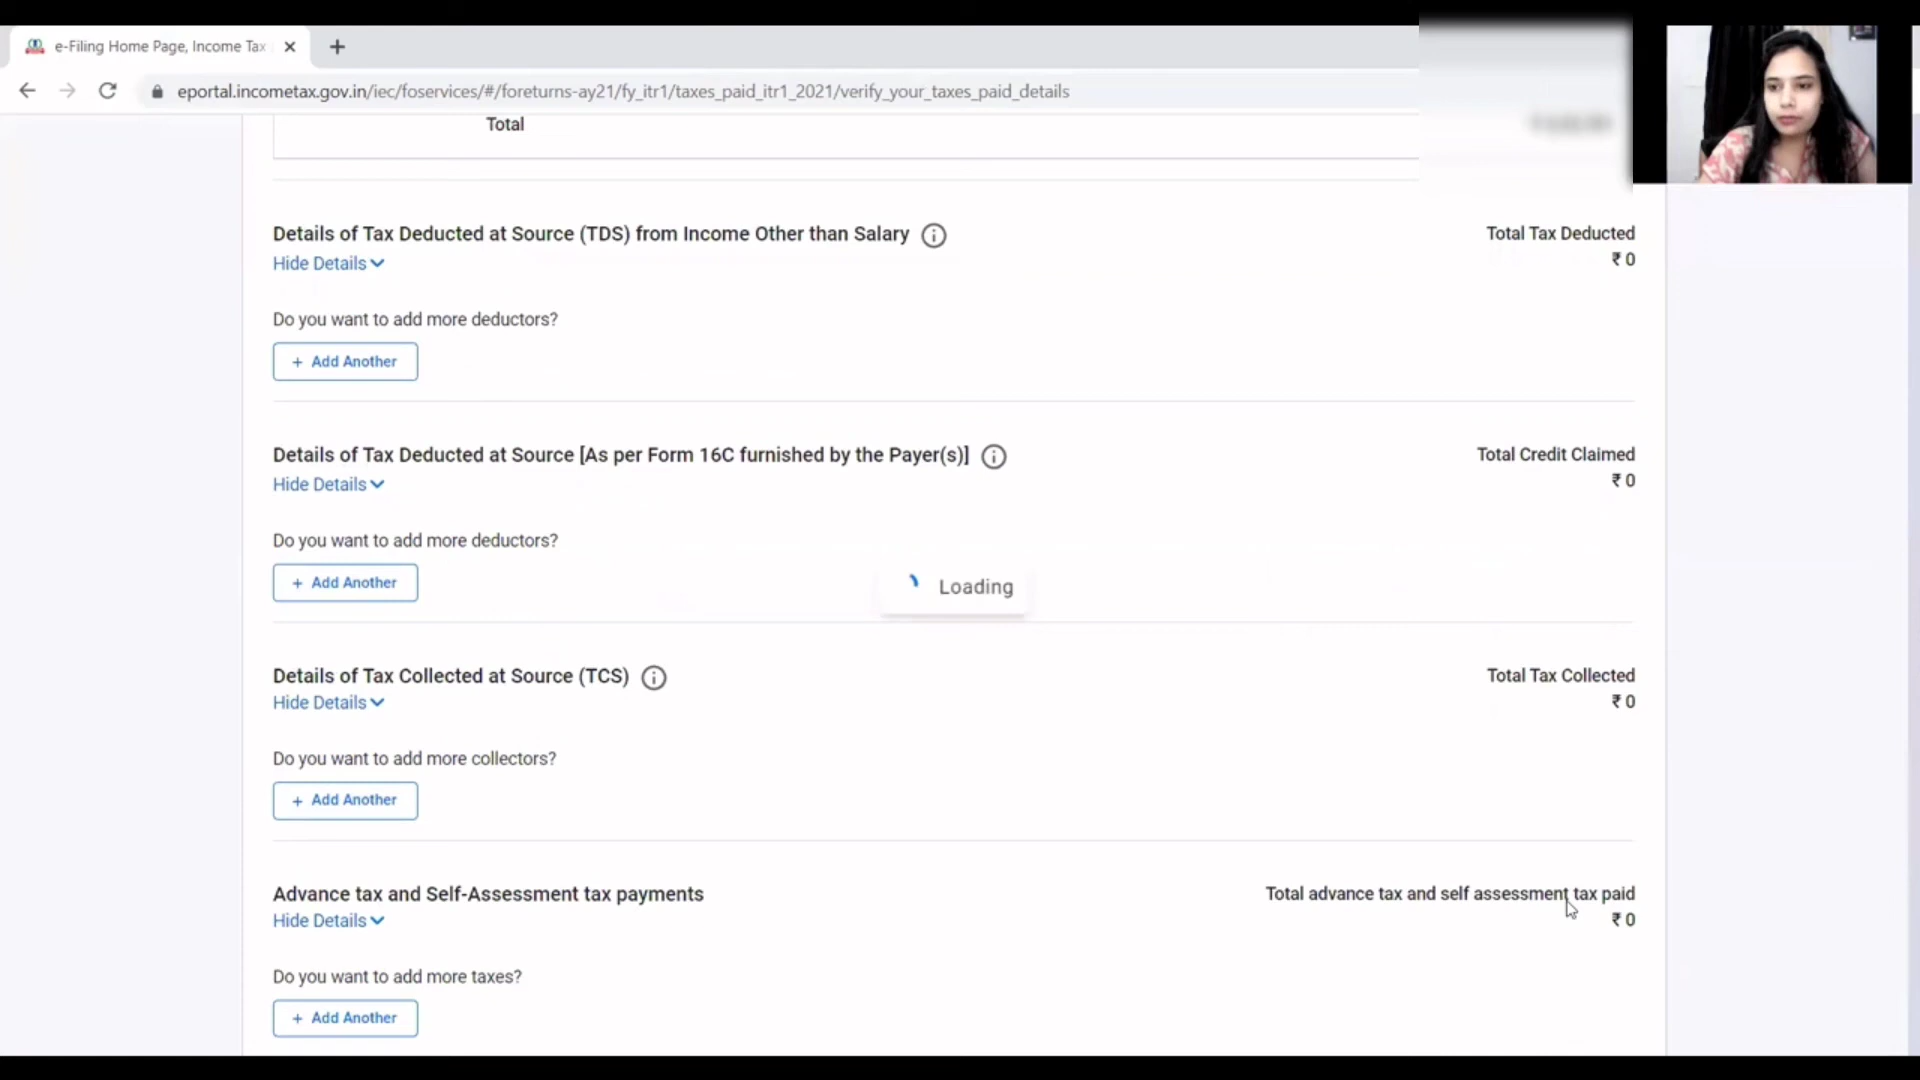 e-Filing Home Page, Income Tax
eportal.incometax.gov.in/iec/foservices/#/foreturns-ay21/fy_itr1/taxes_paid_itr1_2021/verify_your_taxes_paid_details
Total
Details of Tax Deducted at Source (TDS) from Income Other than Salary
Total Tax Deducted
Hide Details
₹ 0
Do you want to add more deductors?
+ Add Another
Details of Tax Deducted at Source [As per Form 16C furnished by the Payer(s)]
Total Credit Claimed
Hide Details
₹ 0
Do you want to add more deductors?
+ Add Another
Loading
Details of Tax Collected at Source (TCS)
Total Tax Collected
Hide Details
₹ 0
Do you want to add more collectors?
+ Add Another
Advance tax and Self-Assessment tax payments
Total advance tax and self assessment tax paid
Hide Details
₹ 0
Do you want to add more taxes?
+ Add Another